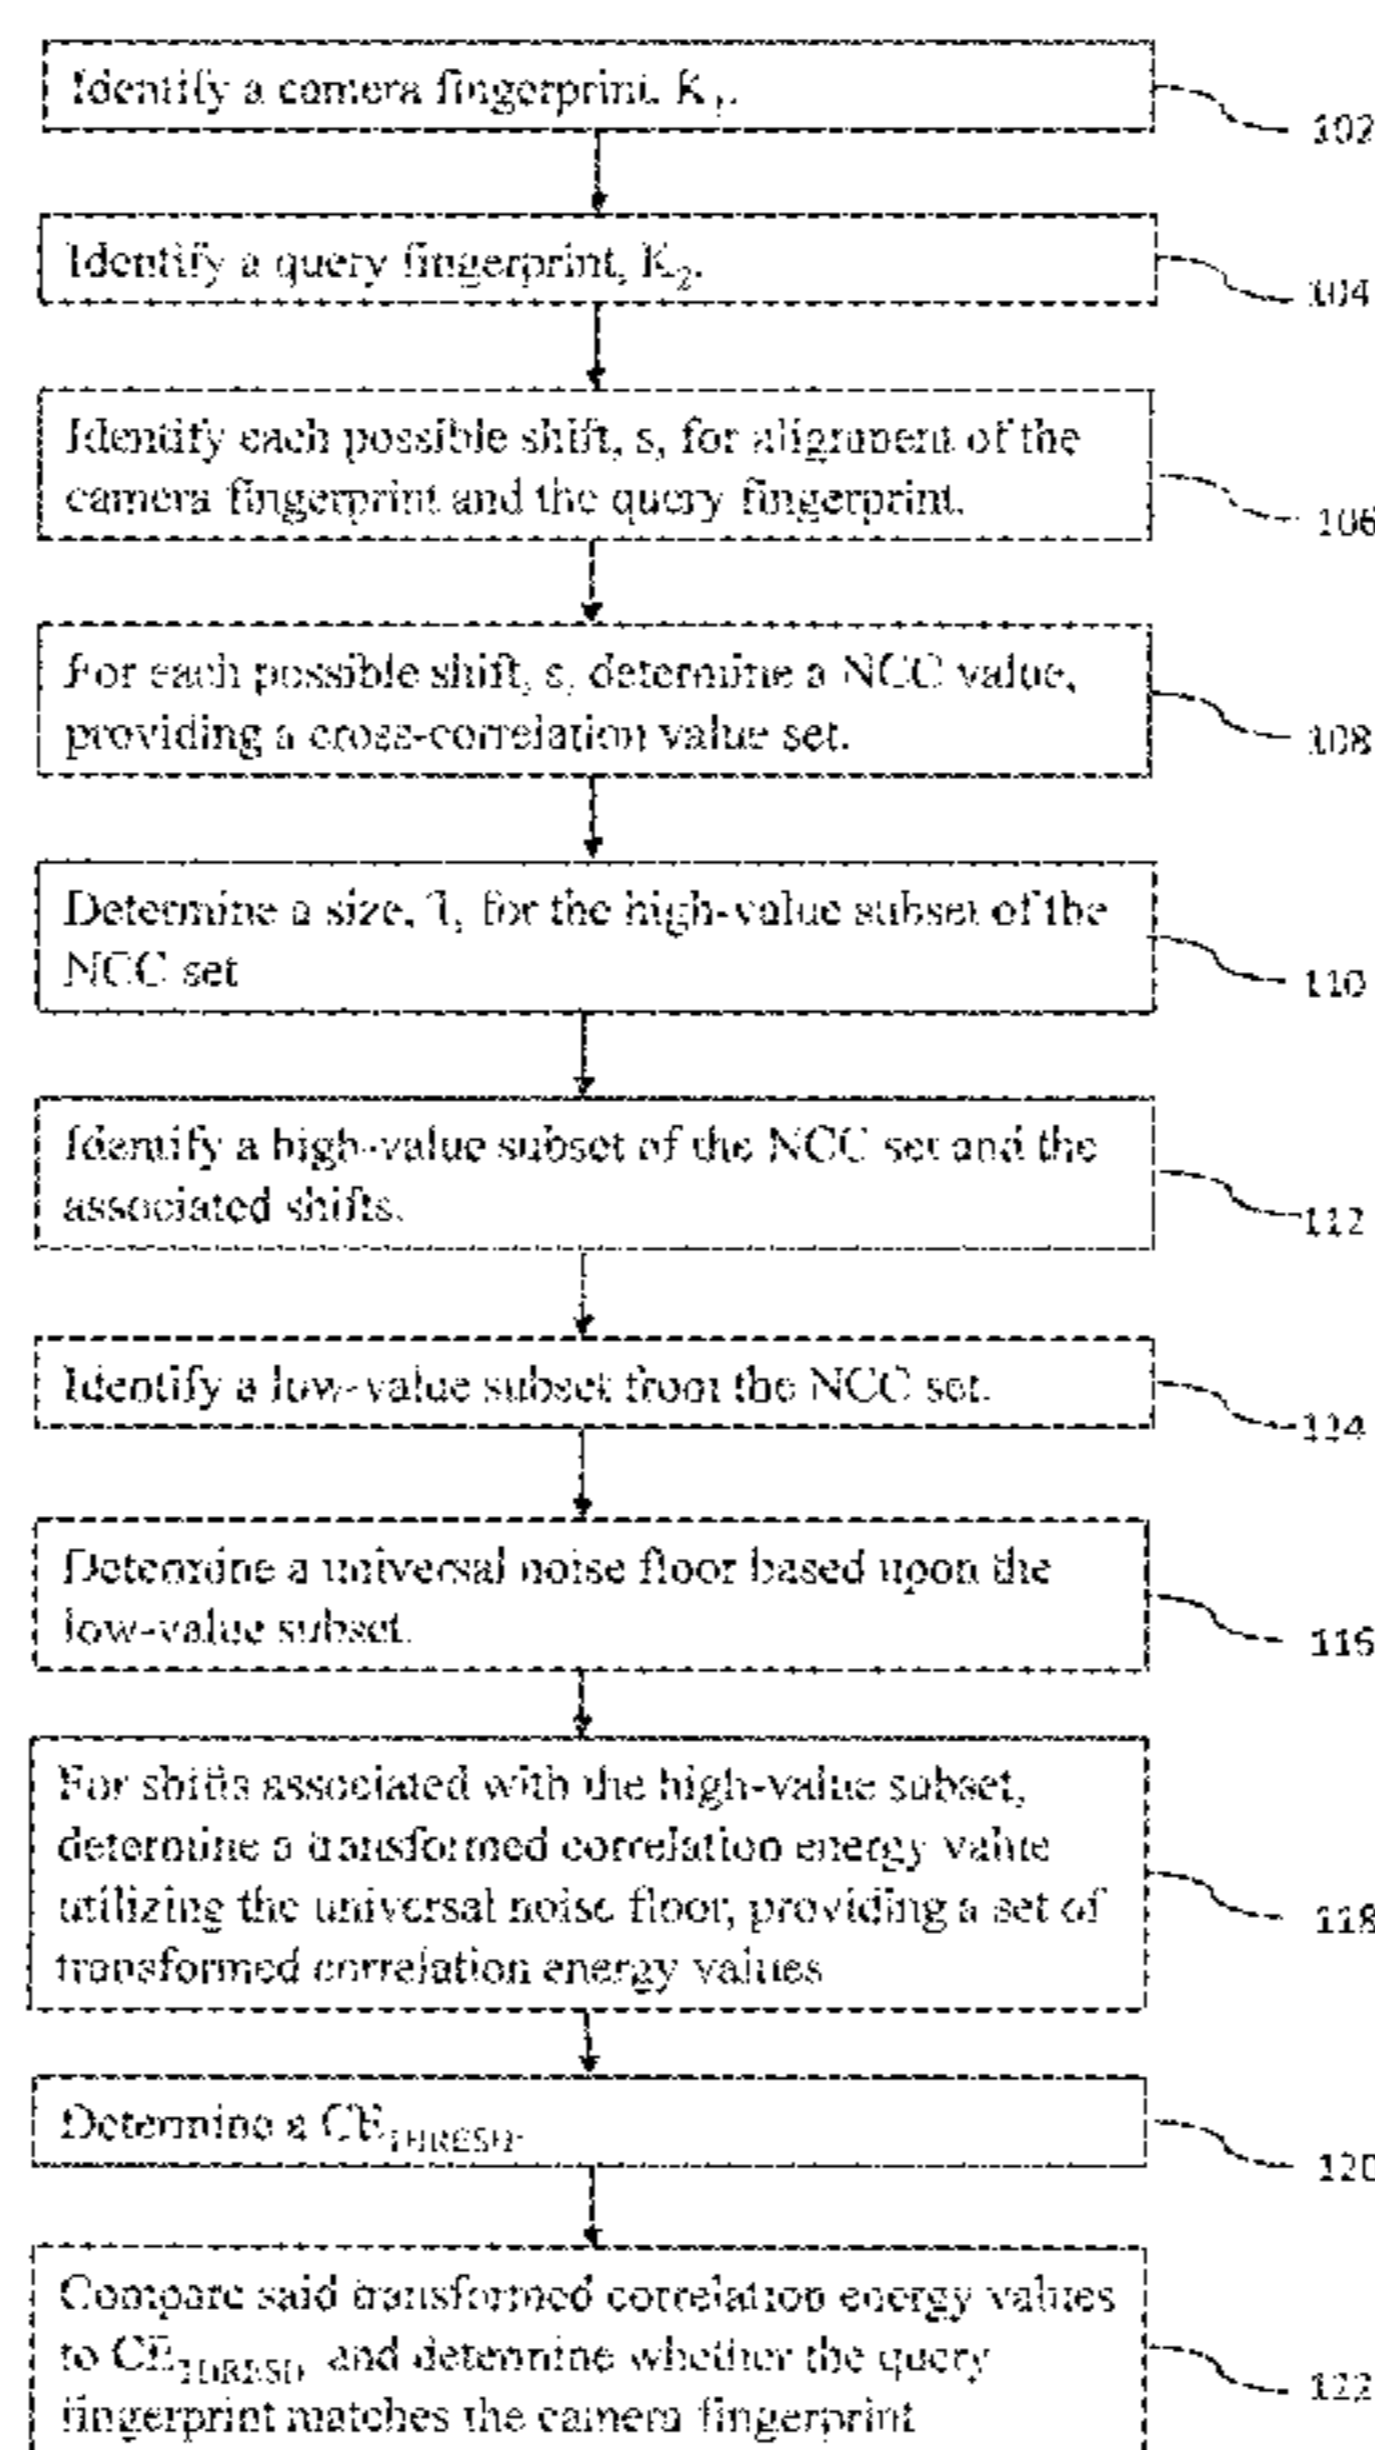 Identify a camera fingerprint, K₁.
102
Identify a query fingerprint, K₂.
104
Identify each possible shift, s, for alignment of the
camera fingerprint and the query fingerprint.
106
For each possible shift, s, determine a NCC value,
providing a cross-correlation value set.
108
Determine a size, for the high-value subset of the
NCC set
110
Identify a high-value subset of the NCC set and the
associated shifts.
112
Identify a low-value subset from the NCC set.
114
Determine a universal noise floor based upon the
low-value subset.
116
For shifts associated with the high-value subset,
determine a transformed correlation energy value
utilizing the universal noise floor, providing a set of
transformed correlation energy values
118
Determine a CE
120
Compare said transformed correlation energy values
to CE and determine whether the query
fingerprint matches the camera fingerprint
122